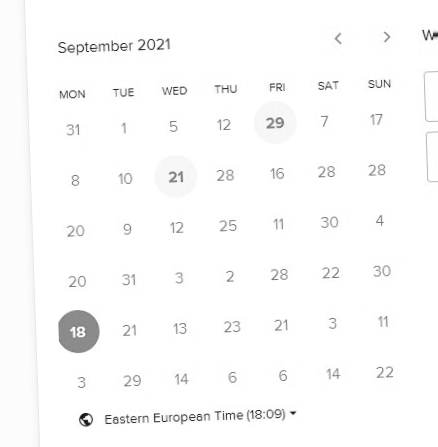 September 2021
MON TUE WED THU FRI SAT SUN
31 1 5 12 29 7 17
8 10 21 28 16 28 28
20 9 12 25 11 30 4
20 31 3 2 28 22 30
18 21 13 23 21 3 11
3 29 14 6 6 14 22
Eastern European Time (18:09)